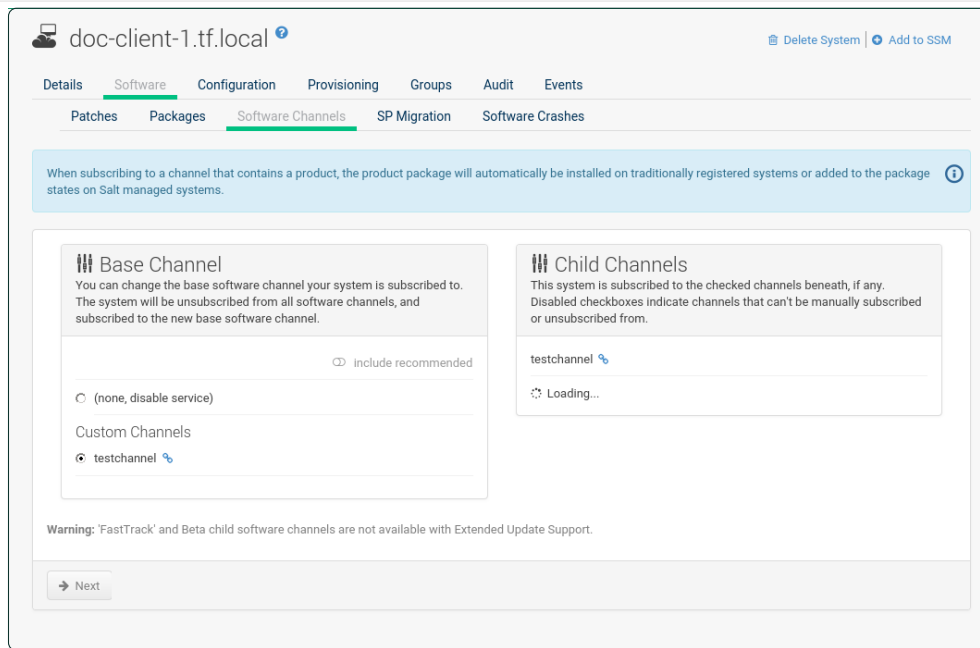 doc-client-1.tf.local
Delete System | Add to SSM
Details Software Configuration Provisioning Groups Audit Events
Patches Packages Software Channels SP Migration Software Crashes
When subscribing to a channel that contains a product, the product package will automatically be installed on traditionally registered systems or added to the package
states on Salt managed systems.
Base Channel
You can change the base software channel your system is subscribed to.
The system will be unsubscribed from all software channels, and
subscribed to the new base software channel.
include recommended
(none, disable service)
Custom Channels
testchannel
Child Channels
This system is subscribed to the checked channels beneath, if any.
Disabled checkboxes indicate channels that can't be manually subscribed
or unsubscribed from.
testchannel
Loading...
Warning: 'FastTrack' and Beta child software channels are not available with Extended Update Support.
Next